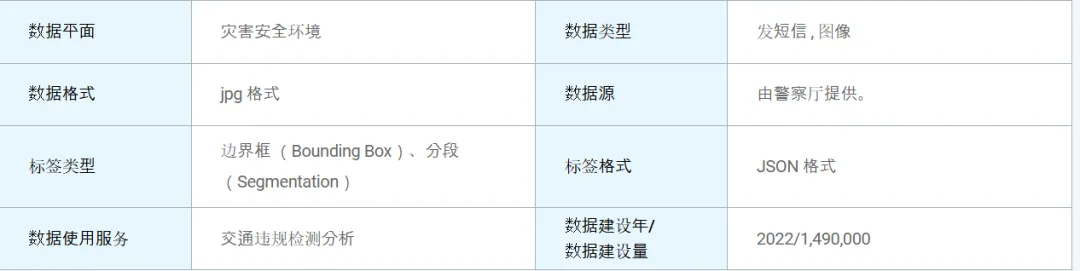 数据平面 灾害安全环境 数据类型 发短信 , 图像
数据格式 jpg 格式 数据源 由警察厅提供。
标签类型 边界框 （Bounding Box）、分段
（Segmentation） 标签格式 JSON 格式
数据使用服务 交通违规检测分析 数据建设年/
数据建设量 2022/1,490,000